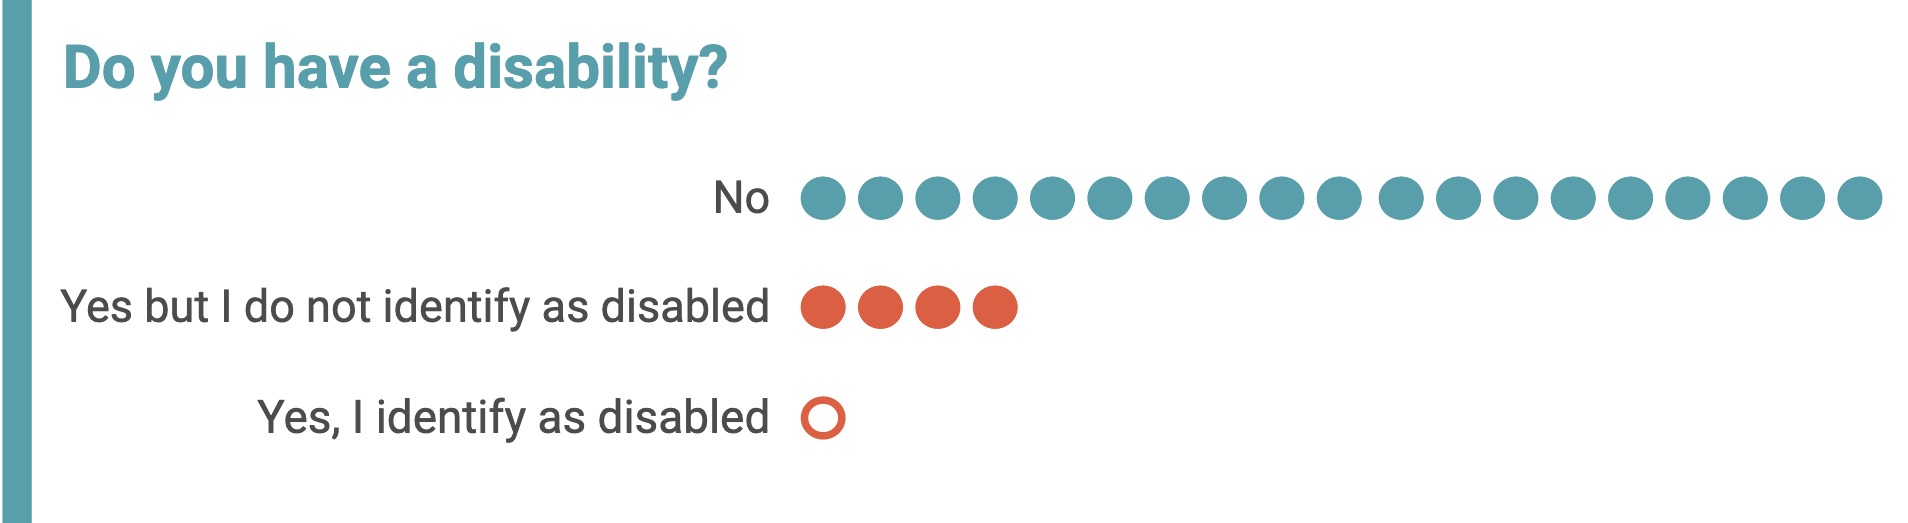 Do you have a disability?
No
Yes but I do not identify as disabled
Yes, I identify as disabled